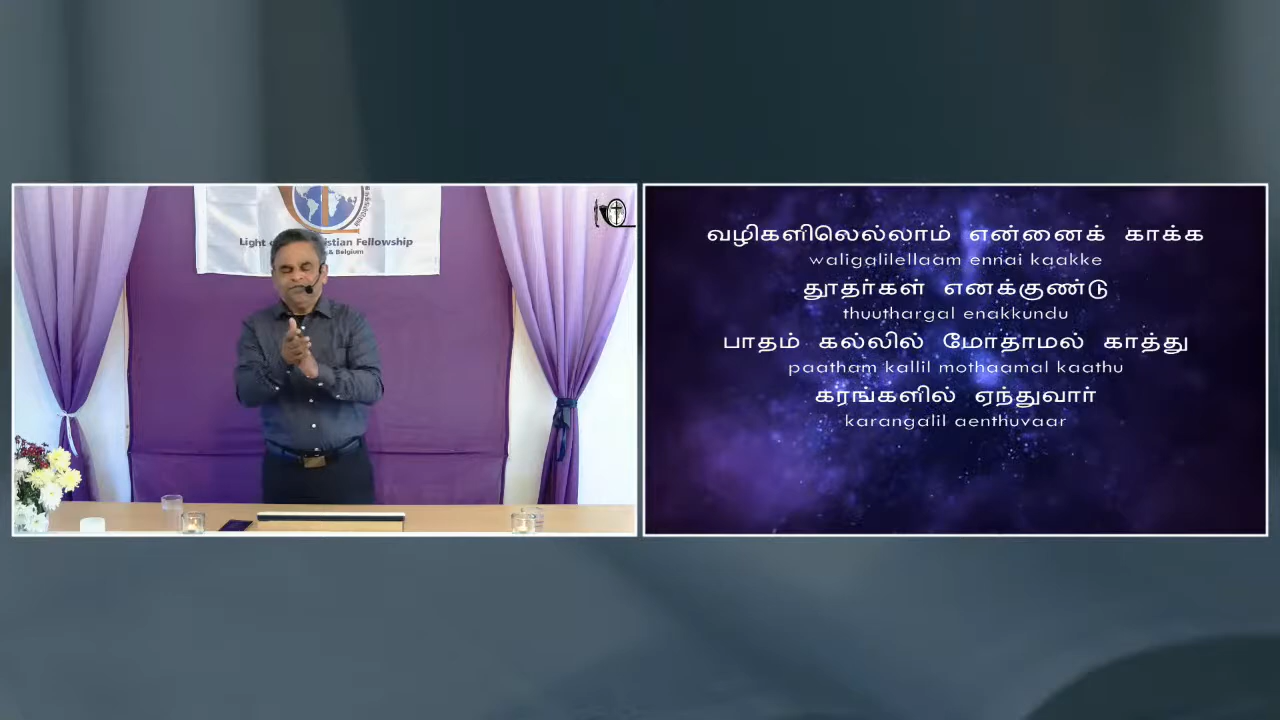 Light o
stian Fellowship
& Belgium
வழிகளிலெல்லாம் என்னைக் காக்க
waligalilellaam ennai kaakke
தூதர்கள் எனக்குண்டு
thuuthargal enakkundu
பாதம் கல்லில் மோதாமல் காத்து
paatham kallil mothaamal kaathu
கரங்களில் ஏந்துவார்
karangalil aenthuvaar